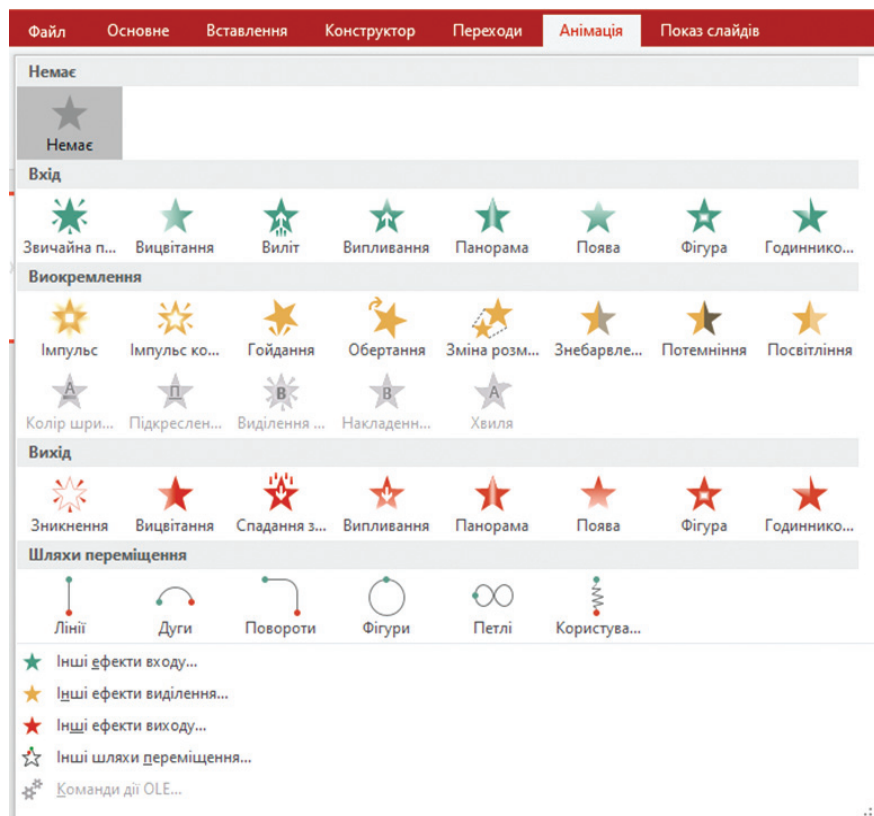 Файл Основне Вставлення Конструктор Переходи Анімація Показ слайдів
Немає
Немає
Вхід
Звичайна п... Вицвітання Виліт Випливання Панорама Поява Фігура Годиннико...
Виокремлення
Імпульс Імпульс ко... Гойдання Обертання Зміна розм... Знебарвле... Потемніння Посвітління
Колір шри... Підкреслен... Виділення ... Накладенн... Хвиля
Вихід
Зникнення Вицвітання Спадання з... Випливання Панорама Поява Фігура Годиннико...
Шляхи переміщення
Лінії Дуги Повороти Фігури Петлі Користува...
Інші ефекти входу...
Інші ефекти виділення...
Інші ефекти виходу...
Інші шляхи переміщення...
Команди дії OLE...